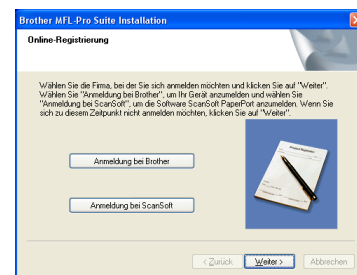 Brother MFL-Pro Suite Installation
Online-Registrierung
Wählen Sie die Firma, bei der Sie sich anmelden möchten und klicken Sie auf "Weiter".
Wählen Sie "Anmeldung bei Brother", um Ihr Gerät anzumelden und wählen Sie
"Anmeldung bei ScanSoft", um die Software ScanSoft PaperPort anzumelden. Wenn Sie
sich zu diesem Zeitpunkt nicht anmelden möchten, klicken Sie auf "Weiter".
Anmeldung bei Brother
Anmeldung bei ScanSoft
< Zurück
Weiter >
Abbrechen